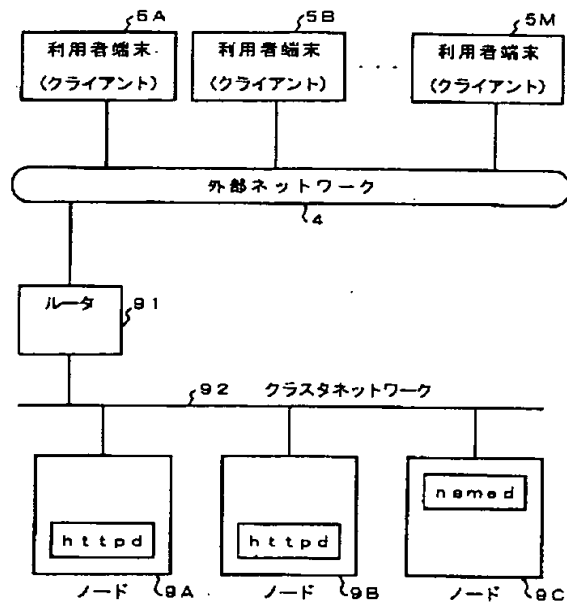 5A 5B 5M
利用者端末 利用者端末 ... 利用者端末
(クライアント) (クライアント) (クライアント)
外部ネットワーク
4
ルータ 91
92 クラスタネットワーク
named
httpd httpd
ノード 9A ノード 9B ノード 9C